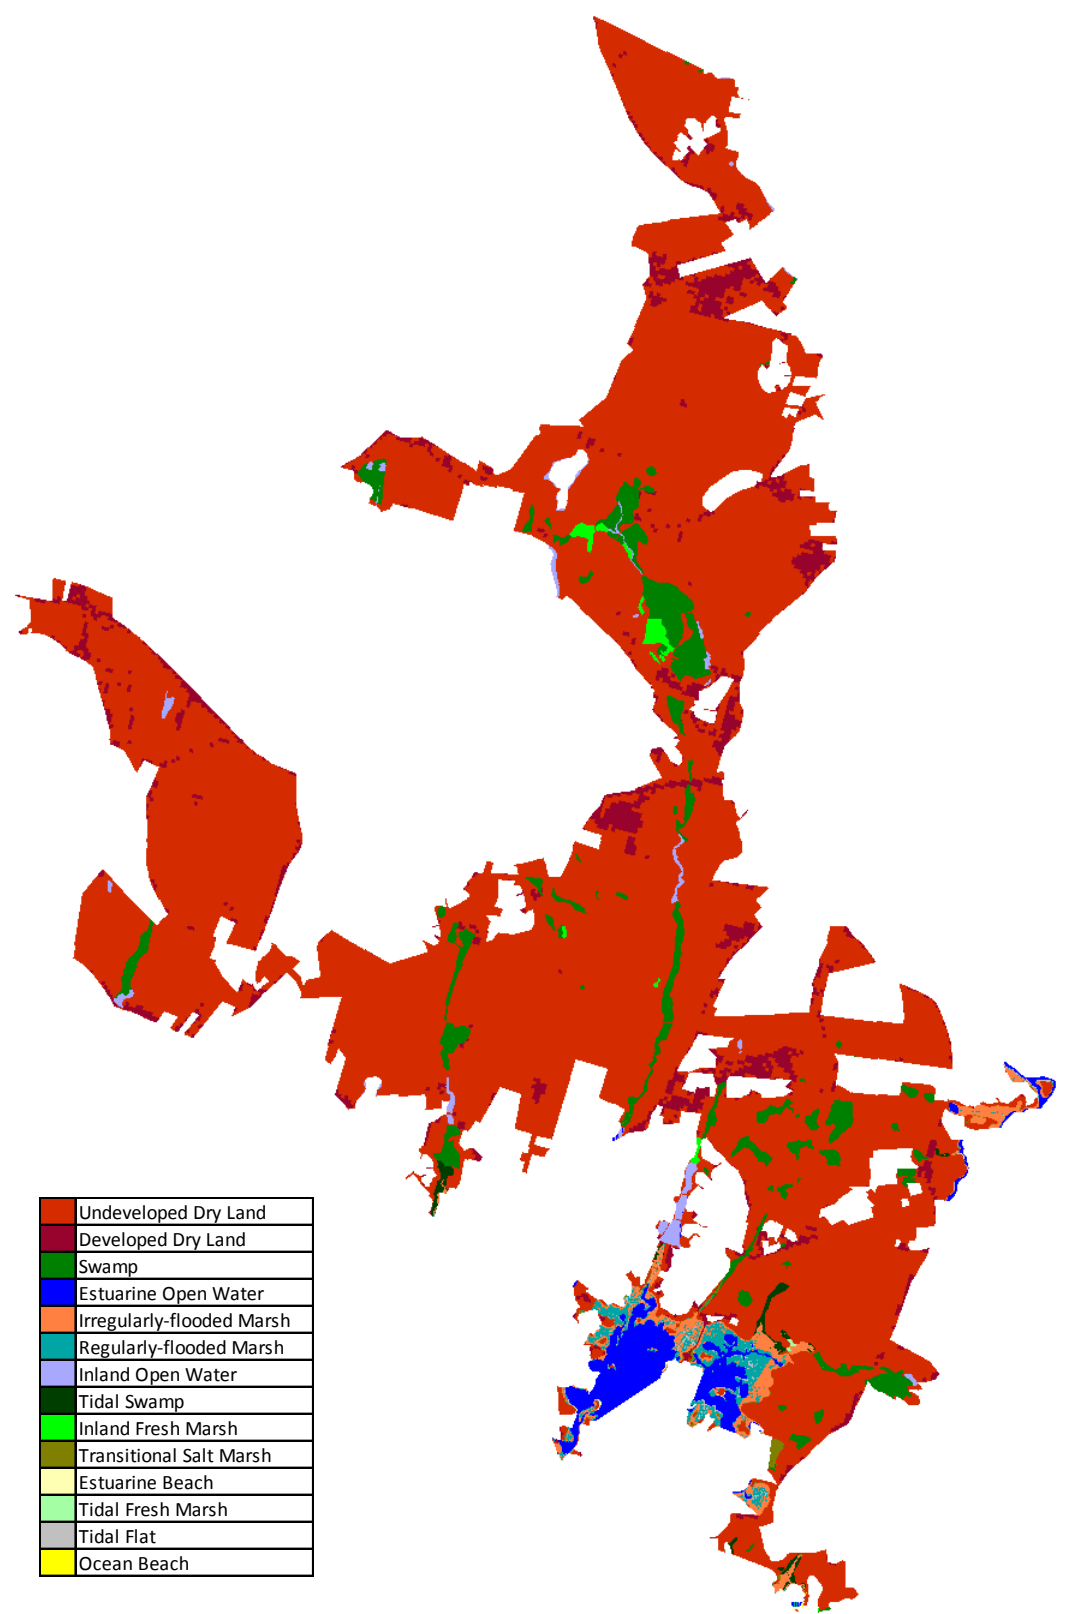 Undeveloped Dry Land
Developed Dry Land
Swamp
Estuarine Open Water
Irregularly-flooded Marsh
Regularly-flooded Marsh
Inland Open Water
Tidal Swamp
Inland Fresh Marsh
Transitional Salt Marsh
Estuarine Beach
Tidal Fresh Marsh
Tidal Flat
Ocean Beach